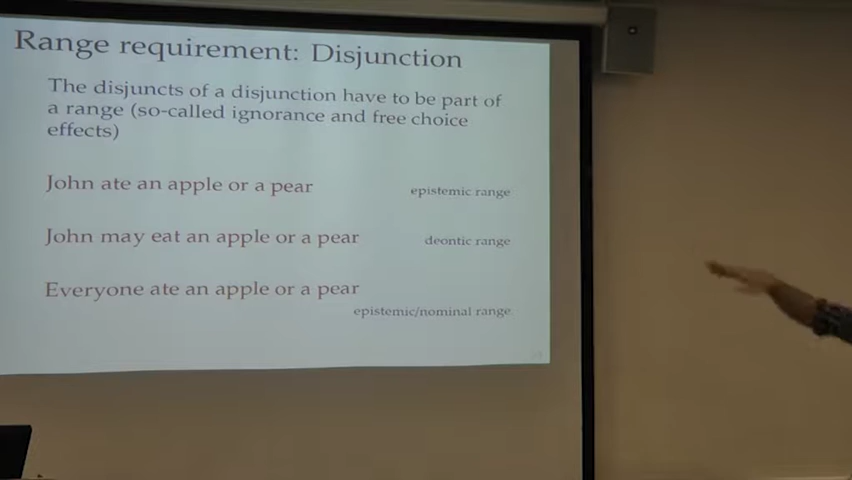 Range requirement: Disjunction
The disjuncts of a disjunction have to be part of
a range (so-called ignorance and free choice
effects)
John ate an apple or a pear
epistemic range
John may eat an apple or a pear
deontic range
Everyone ate an apple or a pear
epistemic/nominal range